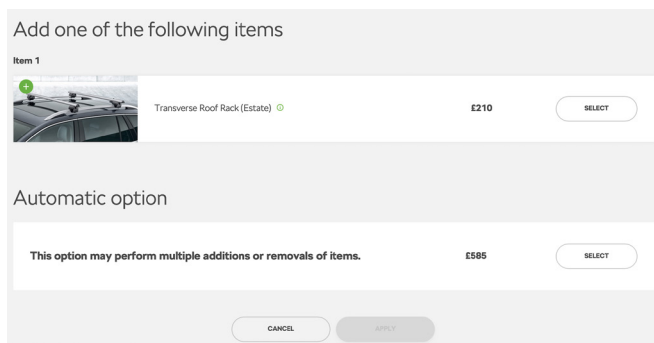 Add one of the following items
Item 1
Transverse Roof Rack (Estate)
£210
SELECT
Automatic option
This option may perform multiple additions or removals of items.
£585
SELECT
CANCEL
APPLY